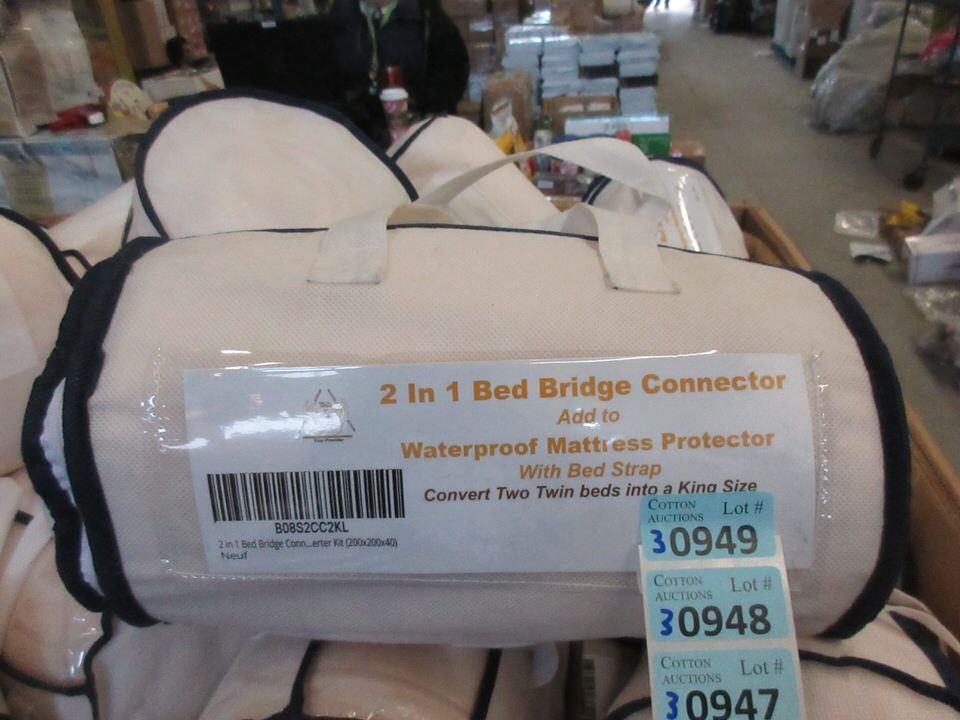 2 In 1 Bed Bridge Connector
Add to
Waterproof Mattress Protector
With Bed Strap
Convert Two Twin beds into a King Size
B08S2CC2KL
2 in 1 Bed Bridge Conn...erter Kit (200x200x40)
Neuf
COTTON AUCTIONS Lot #
30949
COTTON AUCTIONS Lot #
30948
COTTON AUCTIONS Lot #
30947